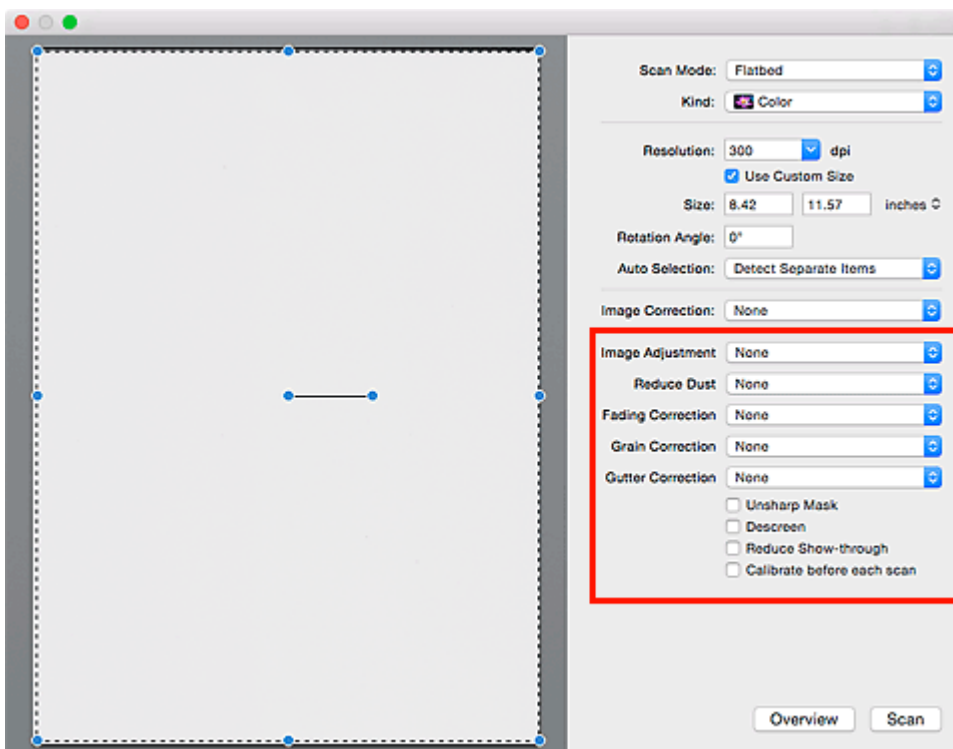 Scan Mode: Flatbed
Kind: Color
Resolution: 300 dpi
Use Custom Size
Size: 8.42 11.57 inches
Rotation Angle: 0°
Auto Selection: Detect Separate Items
Image Correction: None
Image Adjustment None
Reduce Dust None
Fading Correction None
Grain Correction None
Gutter Correction None
Unsharp Mask
Descreen
Reduce Show-through
Calibrate before each scan
Overview Scan